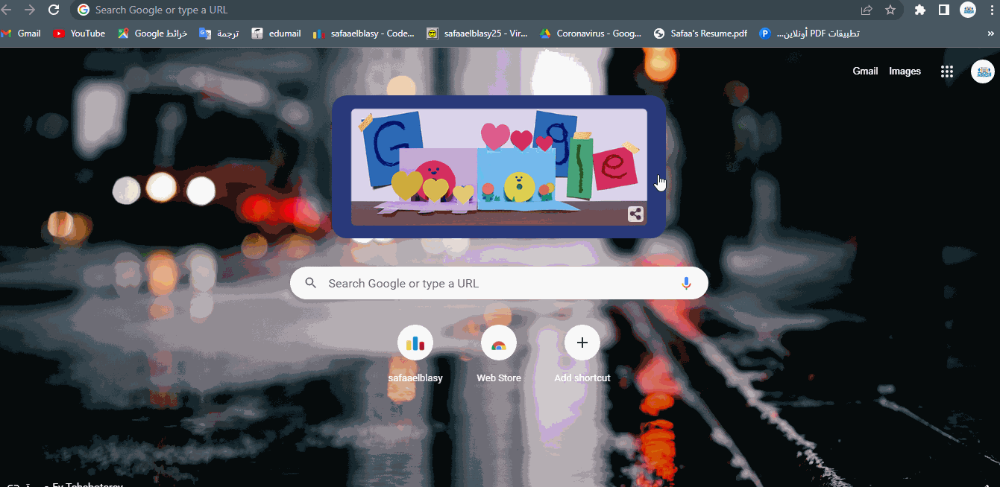 Search Google or type a URL
Gmail YouTube خرائط Google ترجمة edumail safaaelblasy - Code... safaaelblasy25 - Vir... Coronavirus - Goog... Safaa's Resume.pdf تطبيقات PDF أونلاين... »
Gmail Images
G g l e
Search Google or type a URL
safaaelblasy Web Store Add shortcut